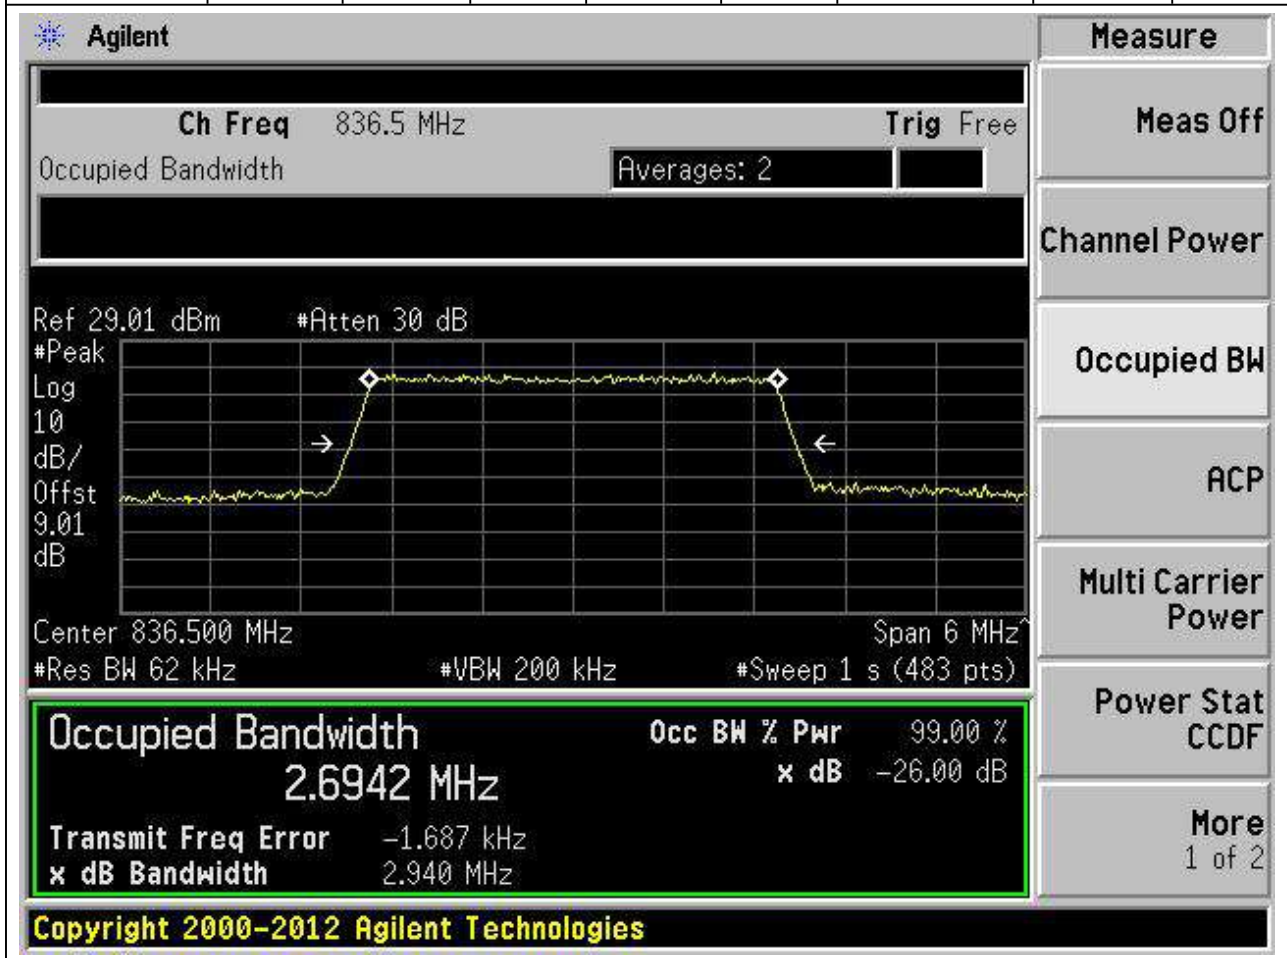 Agilent
Measure
Ch Freq 836.5 MHz Trig Free
Occupied Bandwidth Averages: 2
Meas Off
Channel Power
Occupied BW
ACP
Multi Carrier
Power
Power Stat
CCDF
More
1 of 2
Ref 29.01 dBm #Atten 30 dB
#Peak
Log
10
dB/
Offst
9.01
dB
Center 836.500 MHz Span 6 MHz^
#Res BW 62 kHz #VBW 200 kHz #Sweep 1 s (483 pts)
Occupied Bandwidth Occ BW % Pwr 99.00 %
2.6942 MHz x dB -26.00 dB
Transmit Freq Error -1.687 kHz
x dB Bandwidth 2.940 MHz
Copyright 2000-2012 Agilent Technologies